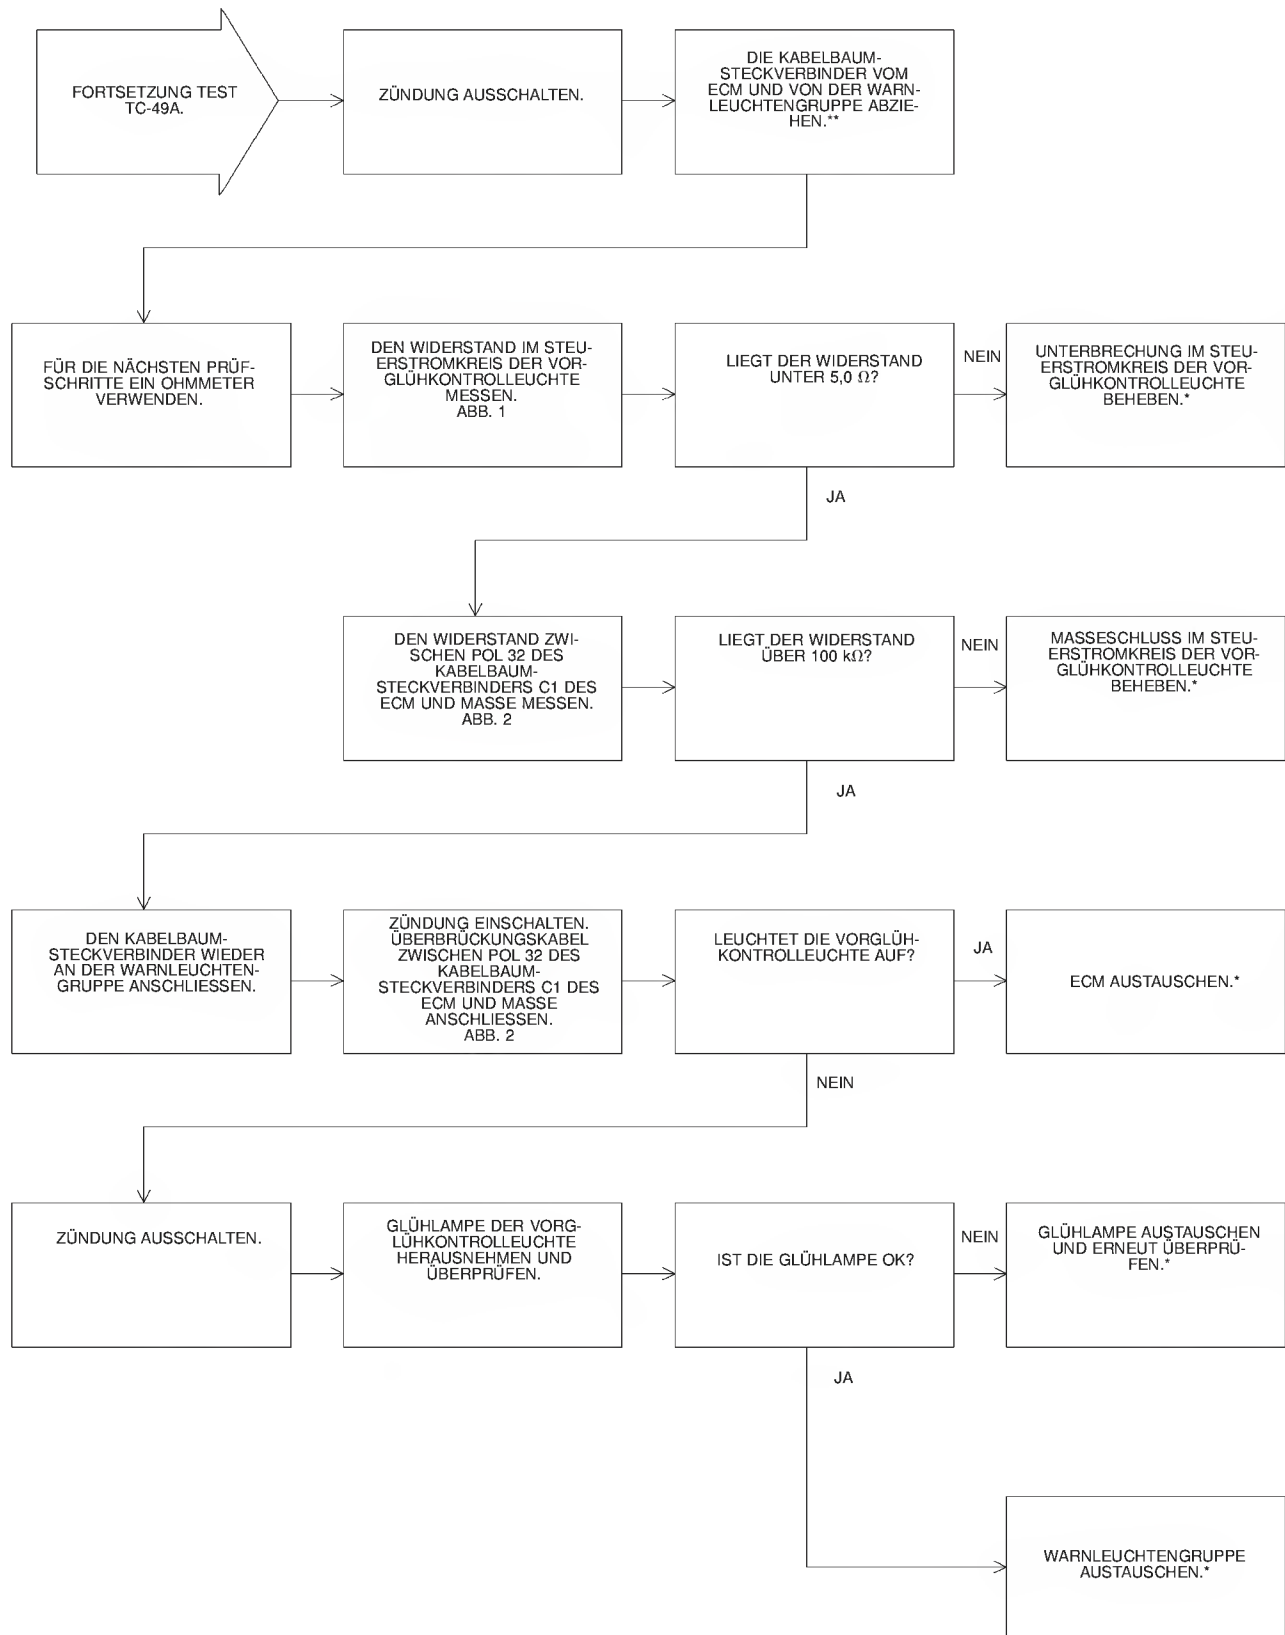 FORTSETZUNG TEST
TC-49A.
ZÜNDUNG AUSSCHALTEN.
DIE KABELBAUM-
STECKVERBINDER VOM
ECM UND VON DER WARN-
LEUCHTENGRUPPE ABZIE-
HEN.**
FÜR DIE NÄCHSTEN PRÜF-
SCHRITTE EIN OHMMETER
VERWENDEN.
DEN WIDERSTAND IM STEU-
ERSTROMKREIS DER VOR-
GLÜHKONTROLLEUCHTE
MESSEN.
ABB. 1
LIEGT DER WIDERSTAND
UNTER 5,0 Ω?
NEIN
UNTERBRECHUNG IM STEU-
ERSTROMKREIS DER VOR-
GLÜHKONTROLLEUCHTE
BEHEBEN.*
JA
DEN WIDERSTAND ZWI-
SCHEN POL 32 DES
KABELBAUM-
STECKVERBINDERS C1 DES
ECM UND MASSE MESSEN.
ABB. 2
LIEGT DER WIDERSTAND
ÜBER 100 kΩ?
NEIN
MASSESCHLUSS IM STEU-
ERSTROMKREIS DER VOR-
GLÜHKONTROLLEUCHTE
BEHEBEN.*
JA
DEN KABELBAUM-
STECKVERBINDER WIEDER
AN DER WARNLEUCHTEN-
GRUPPE ANSCHLIESSEN.
ZÜNDUNG EINSCHALTEN.
ÜBERBRÜCKUNGSKABEL
ZWISCHEN POL 32 DES
KABELBAUM-
STECKVERBINDERS C1 DES
ECM UND MASSE
ANSCHLIESSEN.
ABB. 2
LEUCHTET DIE VORGLÜH-
KONTROLLEUCHTE AUF?
JA
ECM AUSTAUSCHEN.*
NEIN
ZÜNDUNG AUSSCHALTEN.
GLÜHLAMPE DER VORG-
LÜHKONTROLLEUCHTE
HERAUSNEHMEN UND
ÜBERPRÜFEN.
IST DIE GLÜHLAMPE OK?
NEIN
GLÜHLAMPE AUSTAUSCHEN
UND ERNEUT ÜBERPRÜ-
FEN.*
JA
WARNLEUCHTENGRUPPE
AUSTAUSCHEN.*